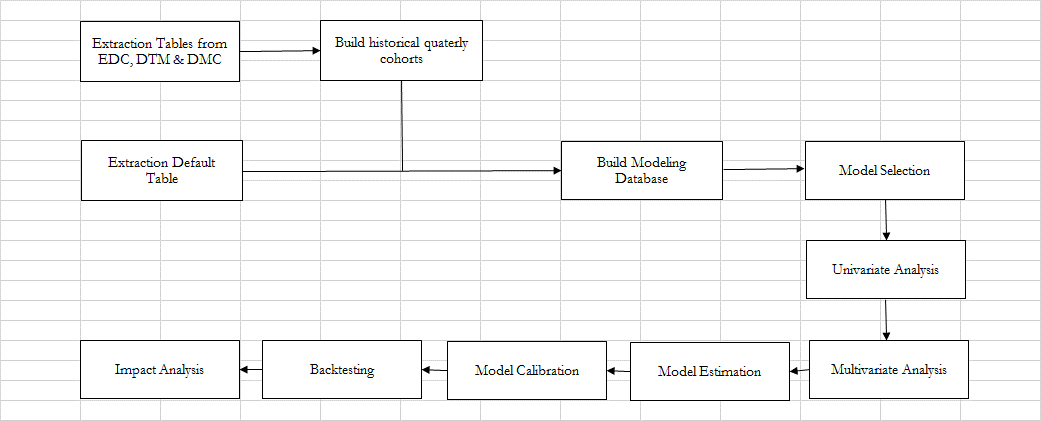 Extraction Tables from
EDC, DTM & DMC
Build historical quaterly
cohorts
Extraction Default
Table
Build Modeling
Database
Model Selection
Univariate Analysis
Impact Analysis
Backtesting
Model Calibration
Model Estimation
Multivariate Analysis